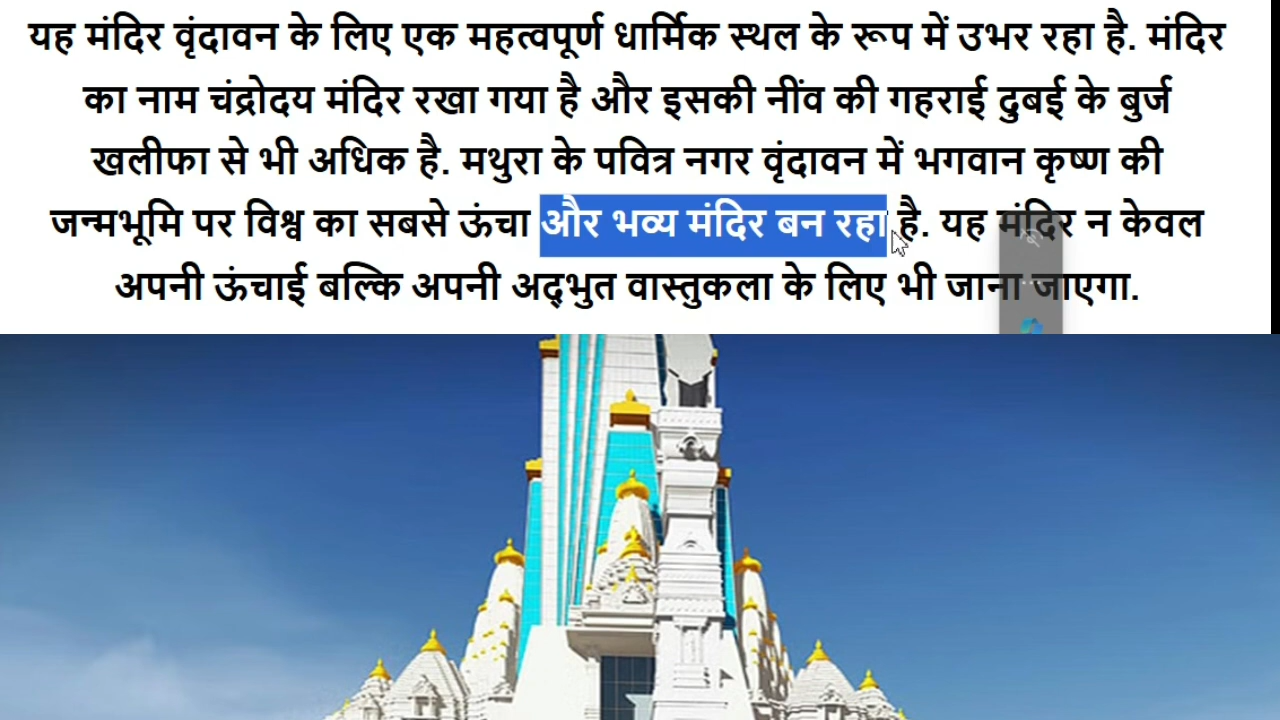 यह मंदिर वृंदावन के लिए एक महत्वपूर्ण धार्मिक स्थल के रूप में उभर रहा है. मंदिर
का नाम चंद्रोदय मंदिर रखा गया है और इसकी नींव की गहराई दुबई के बुर्ज
खलीफा से भी अधिक है. मथुरा के पवित्र नगर वृंदावन में भगवान कृष्ण की
जन्मभूमि पर विश्व का सबसे ऊंचा और भव्य मंदिर बन रहा है. यह मंदिर न केवल
अपनी ऊंचाई बल्कि अपनी अद्भुत वास्तुकला के लिए भी जाना जाएगा.